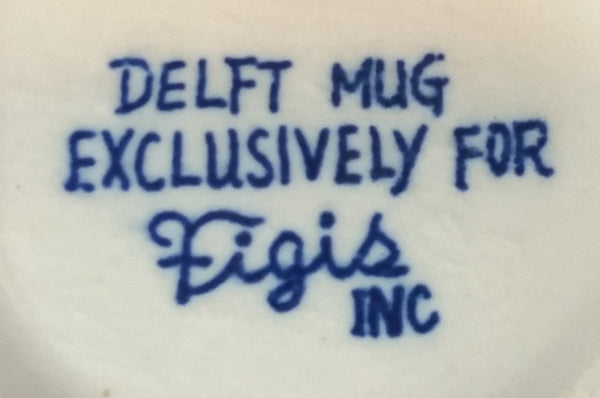 DELFT MUG
EXCLUSIVELY FOR
Figis
INC